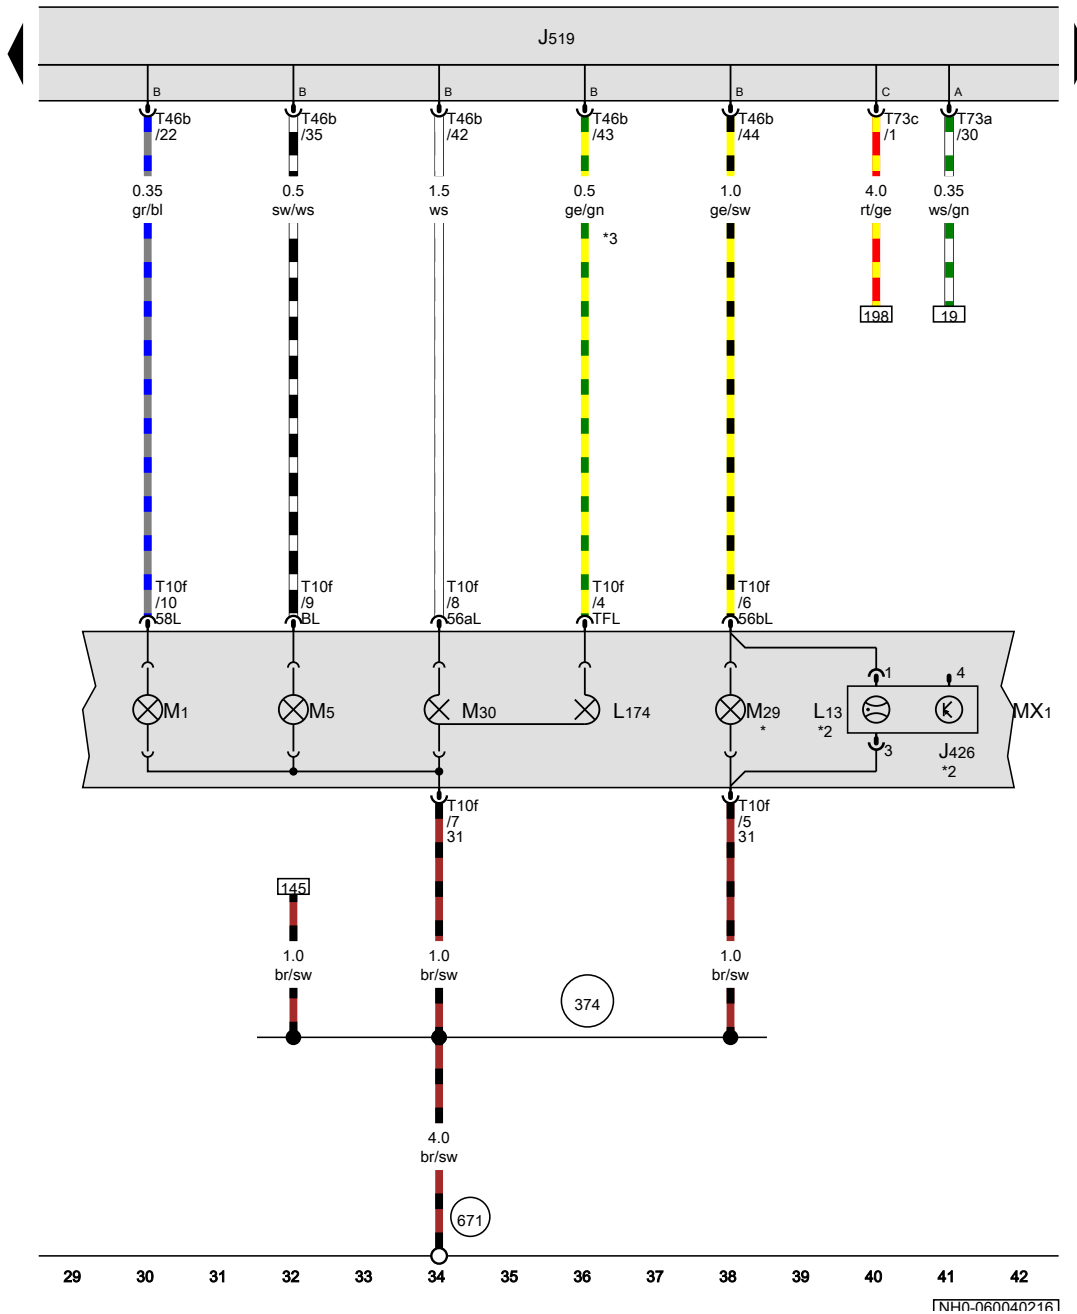 J519
B B B B B C A
T46b T46b T46b T46b T46b T73c T73a
/22 /35 /42 /43 /44 /1 /30
0.35 0.5 1.5 0.5 1.0 4.0 0.35
gr/bl sw/ws ws ge/gn ge/sw rt/ge ws/gn
*3
198 19
T10f T10f T10f T10f T10f
/10 /9 /8 /4 /6
58L BL 56aL TFL 56bL
1 4
M1 M5 M30 L174 M29 L13 MX1
* *2
3 J426
*2
T10f T10f
/7 /5
31 31
145
1.0 1.0 1.0
br/sw br/sw br/sw
374
4.0
br/sw
671
29 30 31 32 33 34 35 36 37 38 39 40 41 42
NH0-060040216